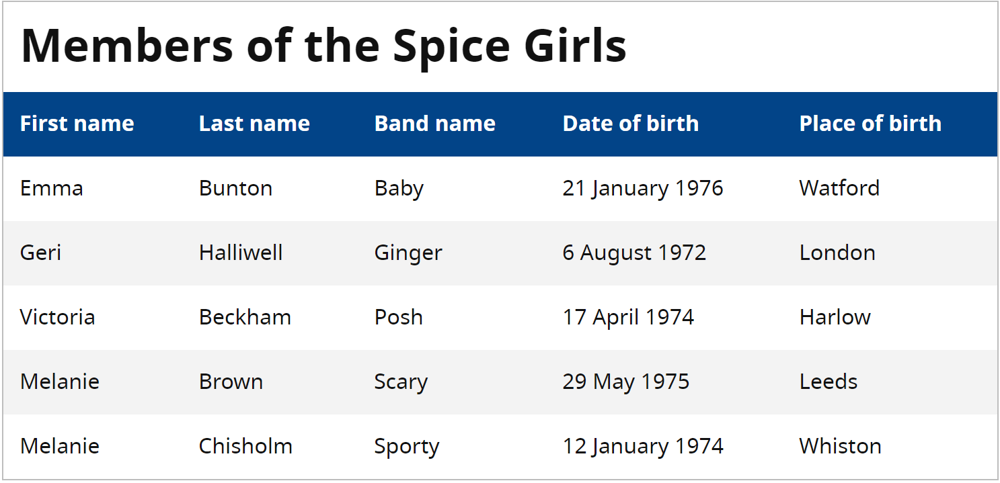 Members of the Spice Girls
First name Last name Band name Date of birth Place of birth
Emma Bunton Baby 21 January 1976 Watford
Geri Halliwell Ginger 6 August 1972 London
Victoria Beckham Posh 17 April 1974 Harlow
Melanie Brown Scary 29 May 1975 Leeds
Melanie Chisholm Sporty 12 January 1974 Whiston